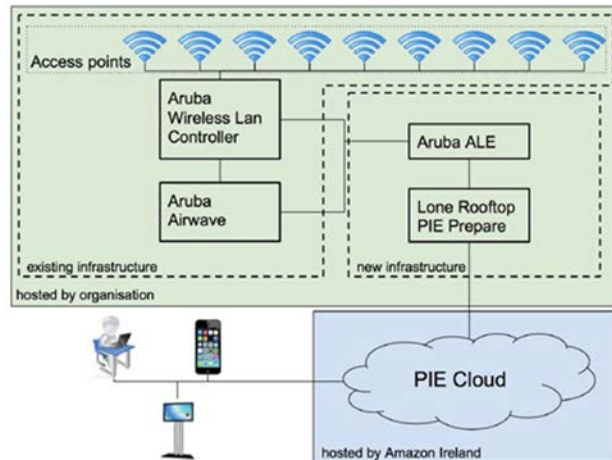 Access points
Aruba
Wireless Lan
Controller
Aruba ALE
Aruba
Airwave
Lone Rooftop
PIE Prepare
existing infrastructure
new infrastructure
hosted by organisation
PIE Cloud
hosted by Amazon Ireland